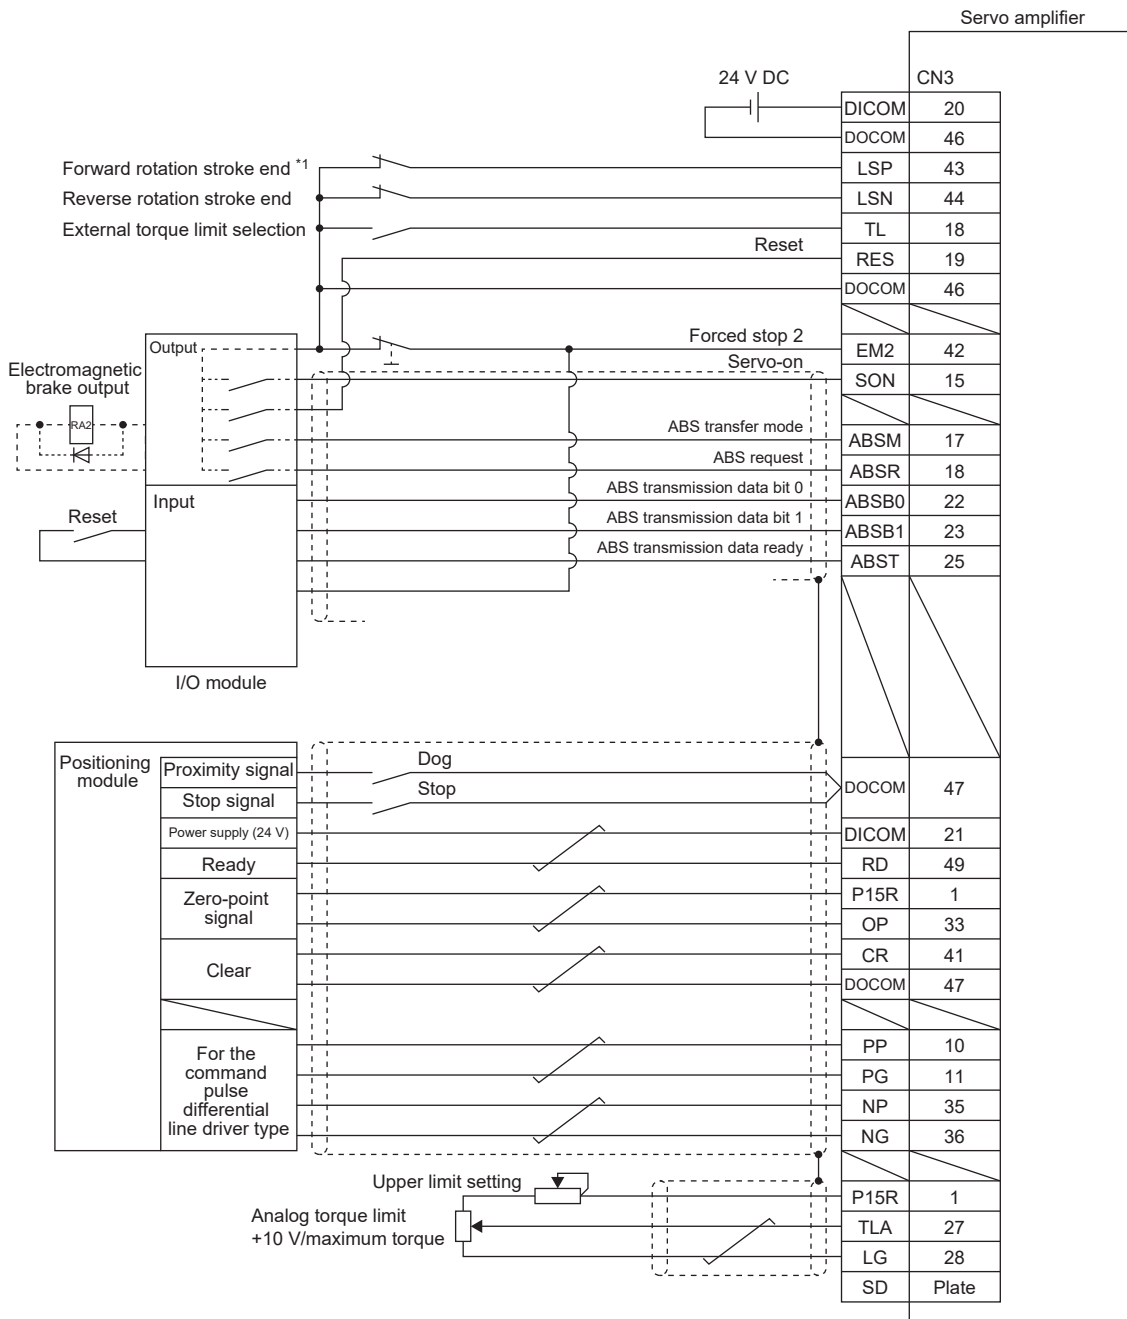 Servo amplifier
24 V DC
CN3
DICOM 20
DOCOM 46
Forward rotation stroke end *1
LSP 43
Reverse rotation stroke end
LSN 44
External torque limit selection
TL 18
Reset
RES 19
DOCOM 46
Output
Forced stop 2
EM2 42
Electromagnetic
brake output
Servo-on
SON 15
RA2
ABS transfer mode
ABSM 17
ABS request
ABSR 18
Input
ABS transmission data bit 0
ABSB0 22
Reset
ABS transmission data bit 1
ABSB1 23
ABS transmission data ready
ABST 25
I/O module
Positioning
module
Proximity signal
Dog
Stop signal
Stop
DOCOM 47
Power supply (24 V)
DICOM 21
Ready
RD 49
Zero-point
signal
P15R 1
OP 33
Clear
CR 41
DOCOM 47
For the
command
pulse
differential
line driver type
PP 10
PG 11
NP 35
NG 36
Upper limit setting
P15R 1
Analog torque limit
+10 V/maximum torque
TLA 27
LG 28
SD Plate